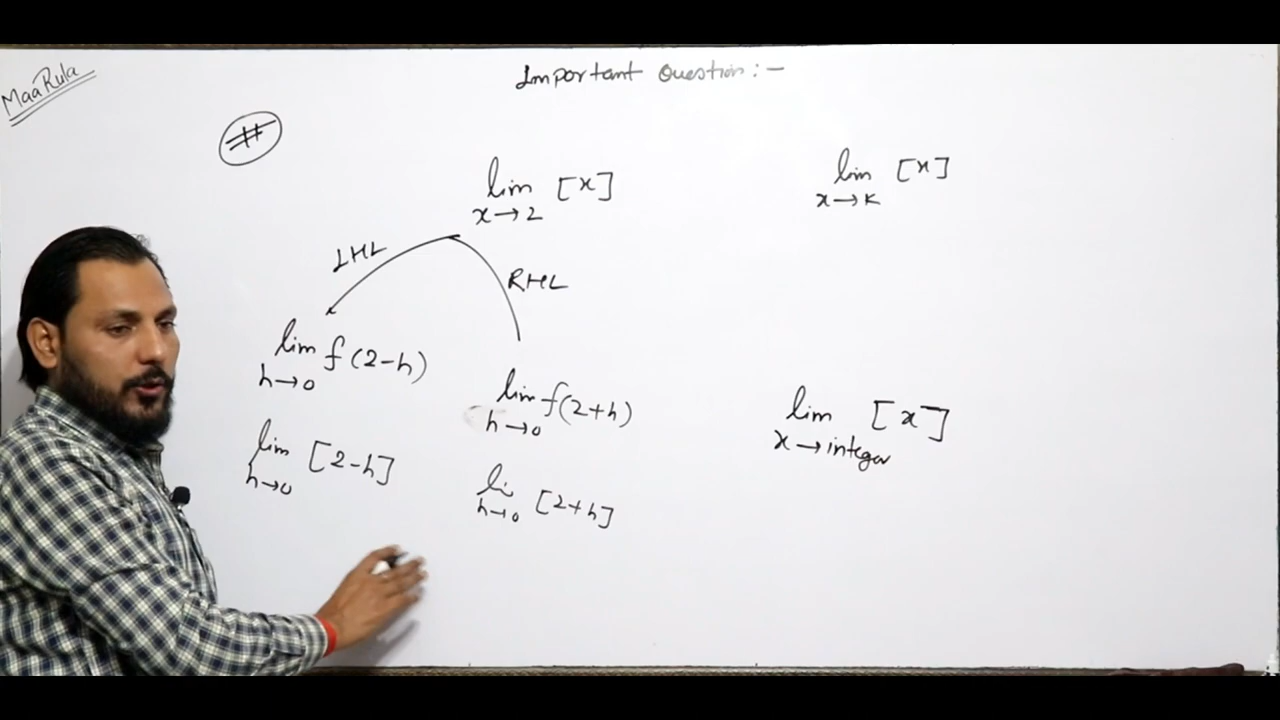 MaaRula
Important Question :-
#
lim [x]
x→2
LHL
RHL
lim f(2-h)
h→0
lim f(2+h)
h→0
lim [2-h]
h→0
li [2+h]
h→0
lim [x]
x→K
lim [x]
x→integer